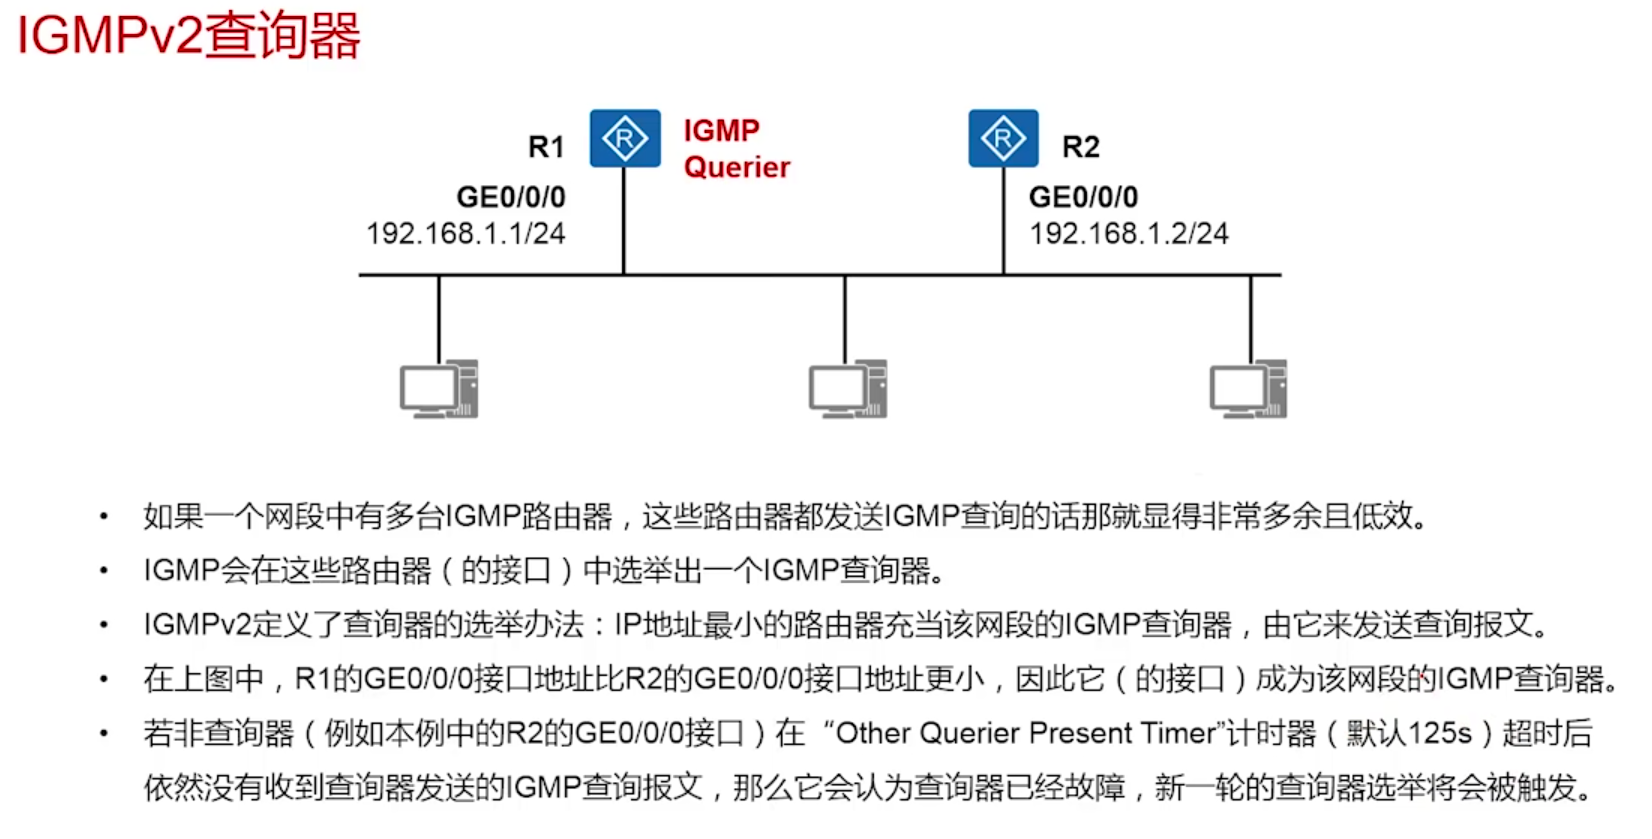 IGMPv2查询器
R1
IGMP
Querier
R2
GE0/0/0
192.168.1.1/24
GE0/0/0
192.168.1.2/24
• 如果一个网段中有多台IGMP路由器，这些路由器都发送IGMP查询的话那就显得非常多余且低效。
• IGMP会在这些路由器（的接口）中选举出一个IGMP查询器。
• IGMPv2定义了查询器的选举办法：IP地址最小的路由器充当该网段的IGMP查询器，由它来发送查询报文。
• 在上图中，R1的GE0/0/0接口地址比R2的GE0/0/0接口地址更小，因此它（的接口）成为该网段的IGMP查询器。
• 若非查询器（例如本例中的R2的GE0/0/0接口）在“Other Querier Present Timer”计时器（默认125s）超时后
依然没有收到查询器发送的IGMP查询报文，那么它会认为查询器已经故障，新一轮的查询器选举将会被触发。